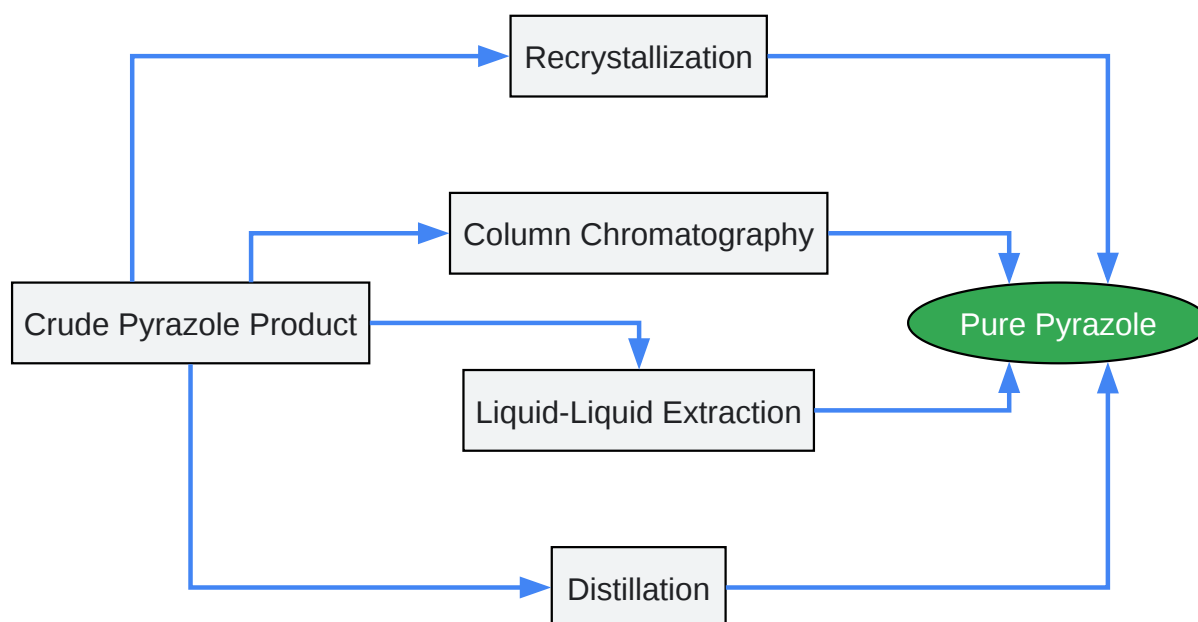 Recrystallization
Column Chromatography
Crude Pyrazole Product
Pure Pyrazole
Liquid-Liquid Extraction
Distillation